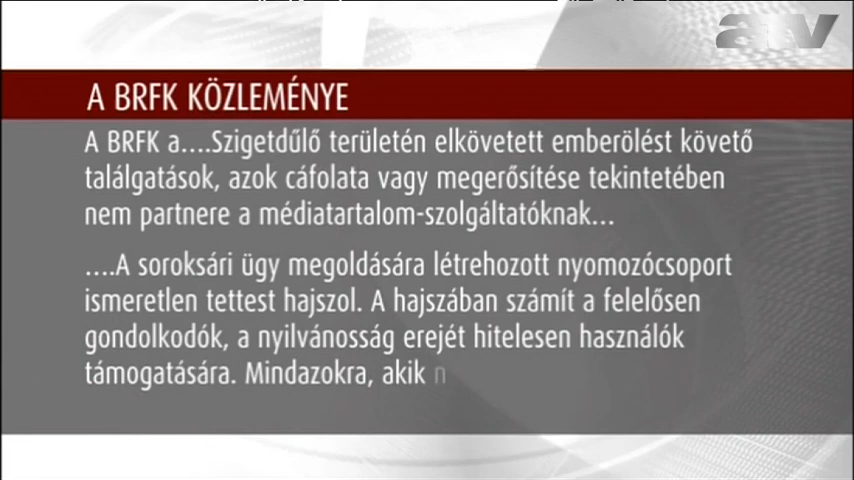 atv
A BRFK KÖZLEMÉNYE
A BRFK a....Szigetdűlő területén elkövetett emberölést követő
találgatások, azok cáfolata vagy megerősítése tekintetében
nem partnere a médiatartalom-szolgáltatóknak...
....A soroksári ügy megoldására létrehozott nyomozócsoport
ismeretlen tettest hajszol. A hajszában számít a felelősen
gondolkodók, a nyilvánosság erejét hitelesen használók
támogatására. Mindazokra, akik n